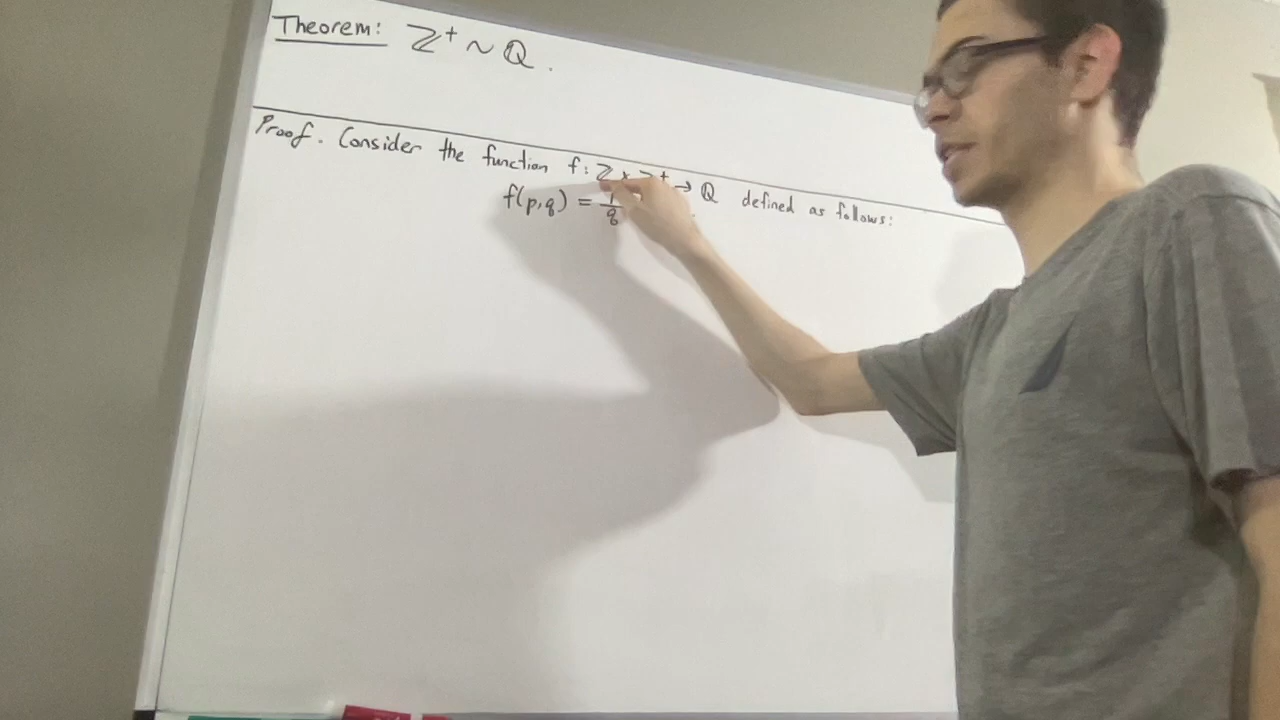 Theorem: ℤ⁺ ~ ℚ.
Proof. Consider the function f: ℤ × ℤ⁺ → ℚ defined as follows:
f(p,q) =